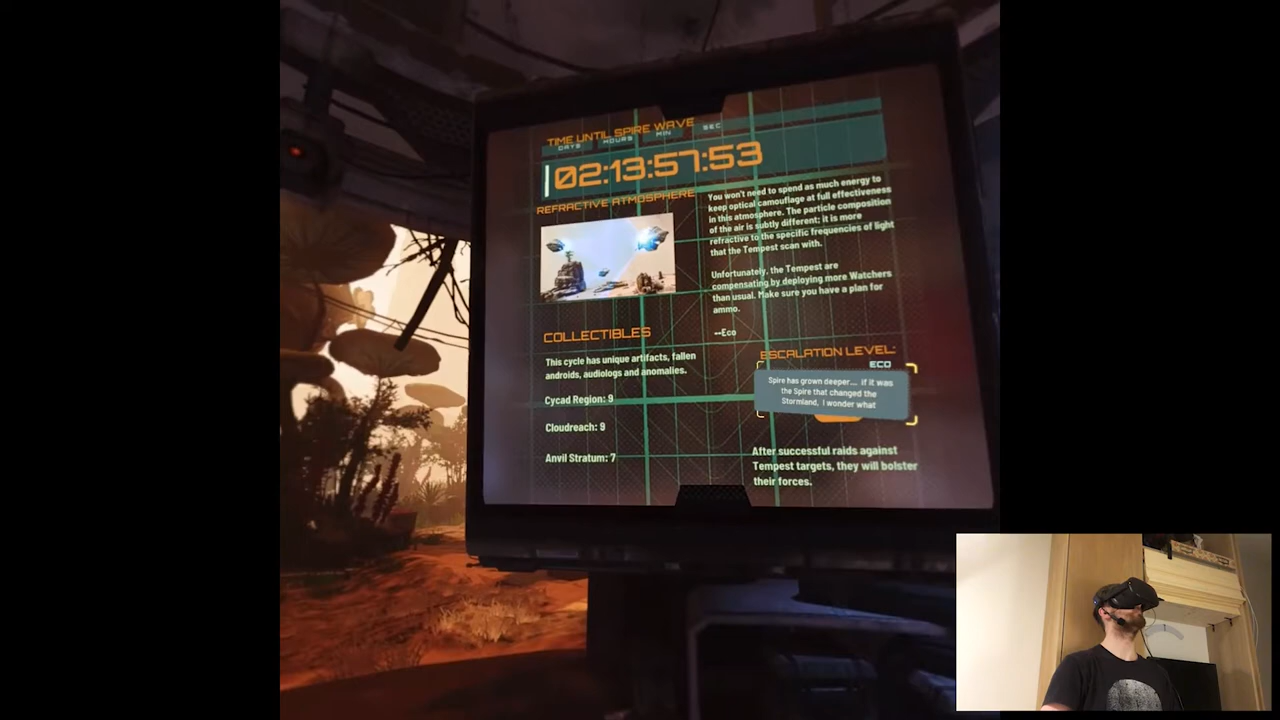 TIME UNTIL SPIRE WAVE
DAYS HOURS MIN SEC
02:13:57:53
REFRACTIVE ATMOSPHERE
You won't need to spend as much energy to
keep optical camouflage at full effectiveness
in this atmosphere. The particle composition
of the air is subtly different; it is more
refractive to the specific frequencies of light
that the Tempest scan with.
Unfortunately, the Tempest are
compensating by deploying more Watchers
than usual. Make sure you have a plan for
ammo.
--Eco
COLLECTIBLES
This cycle has unique artifacts, fallen
androids, audiologs and anomalies.
Cycad Region: 9
Cloudreach: 9
Anvil Stratum: 7
ESCALATION LEVEL:
ECO
Spire has grown deeper... if it was
the Spire that changed the
Stormland, I wonder what
After successful raids against
Tempest targets, they will bolster
their forces.